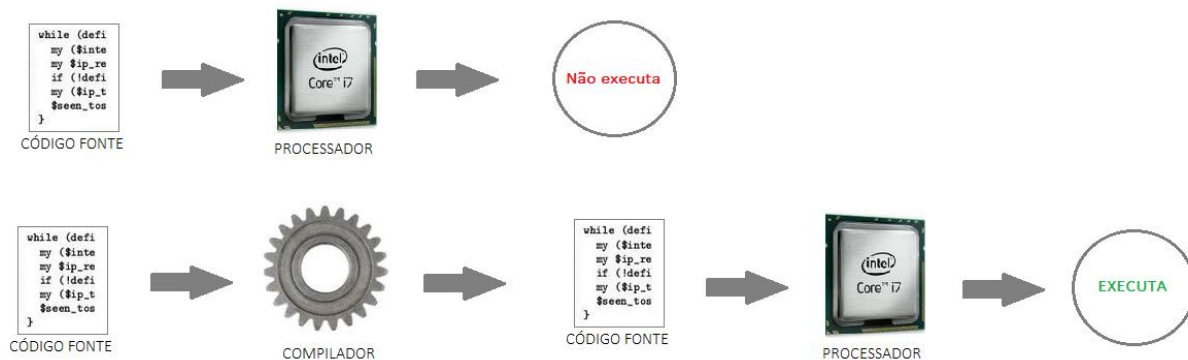 while (defi
my ($inte
my $ip_re
if (!defi
my ($ip_t
$seen_tos
}
CÓDIGO FONTE
intel
Core™ i7
PROCESSADOR
Não executa
while (defi
my ($inte
my $ip_re
if (!defi
my ($ip_t
$seen_tos
}
CÓDIGO FONTE
COMPILADOR
while (defi
my ($inte
my $ip_re
if (!defi
my ($ip_t
$seen_tos
}
CÓDIGO FONTE
intel
Core™ i7
PROCESSADOR
EXECUTA